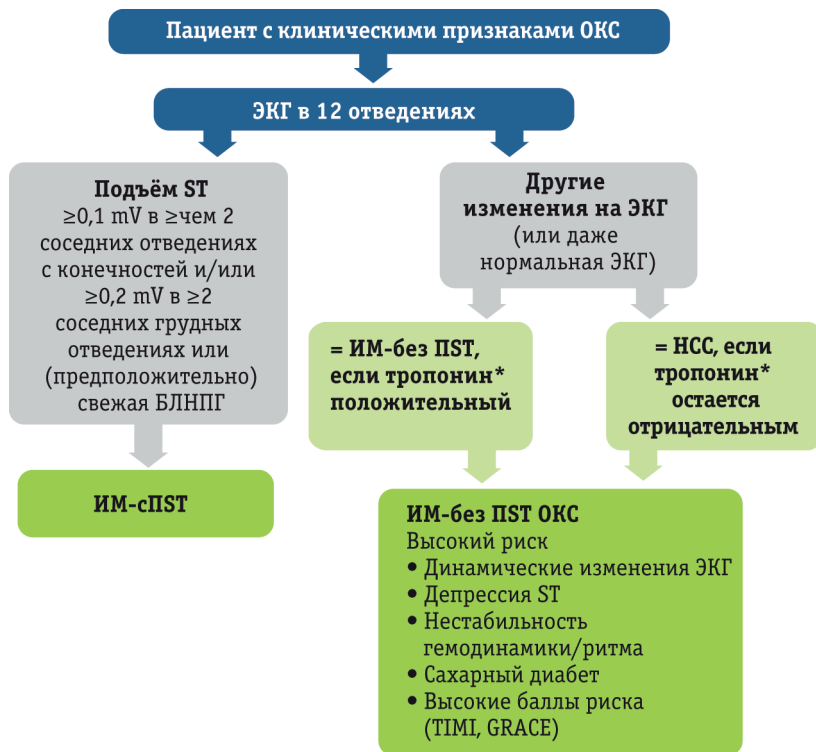 Пациент с клиническими признаками ОКС
ЭКГ в 12 отведениях
Подъём ST
≥0,1 mV в ≥чем 2
соседних отведениях
с конечностей и/или
≥0,2 mV в ≥2
соседних грудных
отведениях или
(предположительно)
свежая БЛНПГ
Другие
изменения на ЭКГ
(или даже
нормальная ЭКГ)
= ИМ-без ПST,
если тропонин*
положительный
= НСС, если
тропонин*
остается
отрицательным
ИМ-сПST
ИМ-без ПST ОКС
Высокий риск
• Динамические изменения ЭКГ
• Депрессия ST
• Нестабильность
гемодинамики/ритма
• Сахарный диабет
• Высокие баллы риска
(TIMI, GRACE)